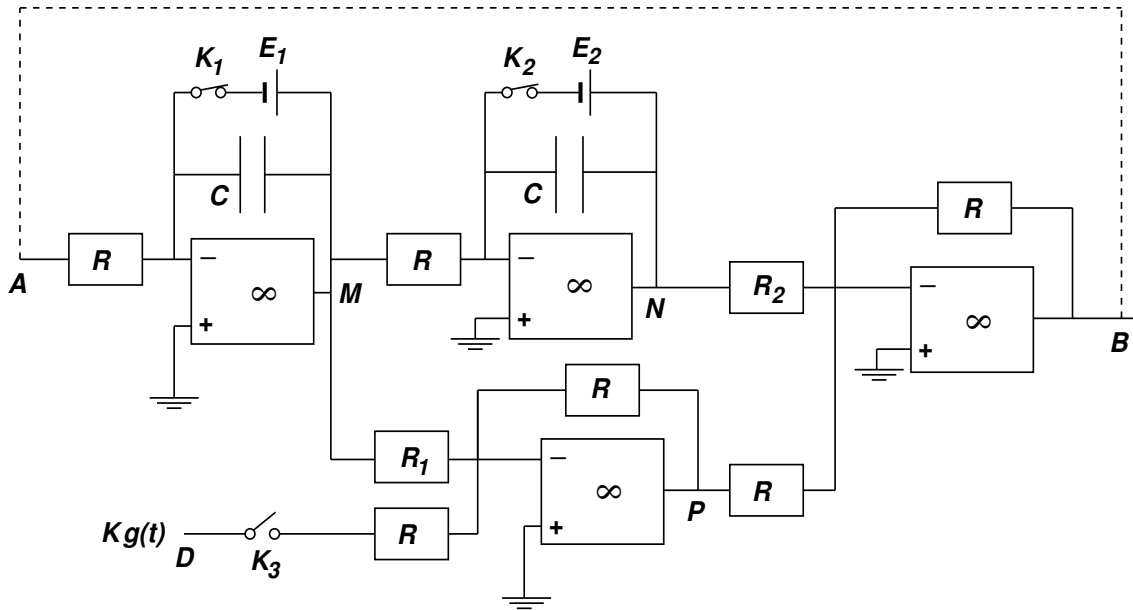 K1 E1 K2 E2
C C
R
R R R2
− − −
∞ M ∞ N ∞
A + + + B
R
R1 − R
∞ P
Kg(t) R +
D K3